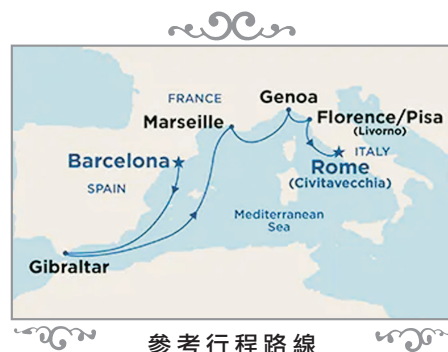 FRANCE
Genoa
Marseille
Florence/Pisa
(Livorno)
Barcelona
ITALY
Rome
(Civitavecchia)
SPAIN
Mediterranean
Sea
Gibraltar
參考行程路線